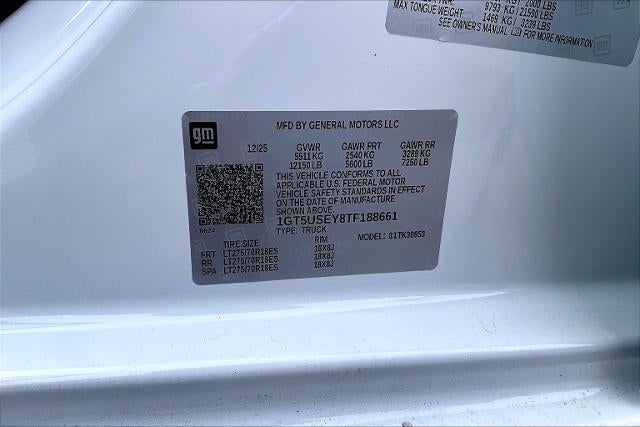 9793 KG / 21590 LBS
MAX TONGUE WEIGHT
1469 KG / 3239 LBS
SEE OWNER'S MANUAL FOR MORE INFORMATION
gm
MFD BY GENERAL MOTORS LLC
12/25 GVWR GAWR FRT GAWR RR
5511 KG 2540 KG 3289 KG
12150 LB 5600 LB 7250 LB
THIS VEHICLE CONFORMS TO ALL
APPLICABLE U.S. FEDERAL MOTOR
VEHICLE SAFETY STANDARDS IN EFFECT
ON THE DATE OF MANUFACTURE SHOWN
ABOVE.
1GT5USEY8TF188661
6624
TYPE: TRUCK
MODEL: 81TK30953
TIRE SIZE RIM
FRT LT275/70R18ES 18X8J
RR LT275/70R18ES 18X8J
SPA LT275/70R18ES 18X8J